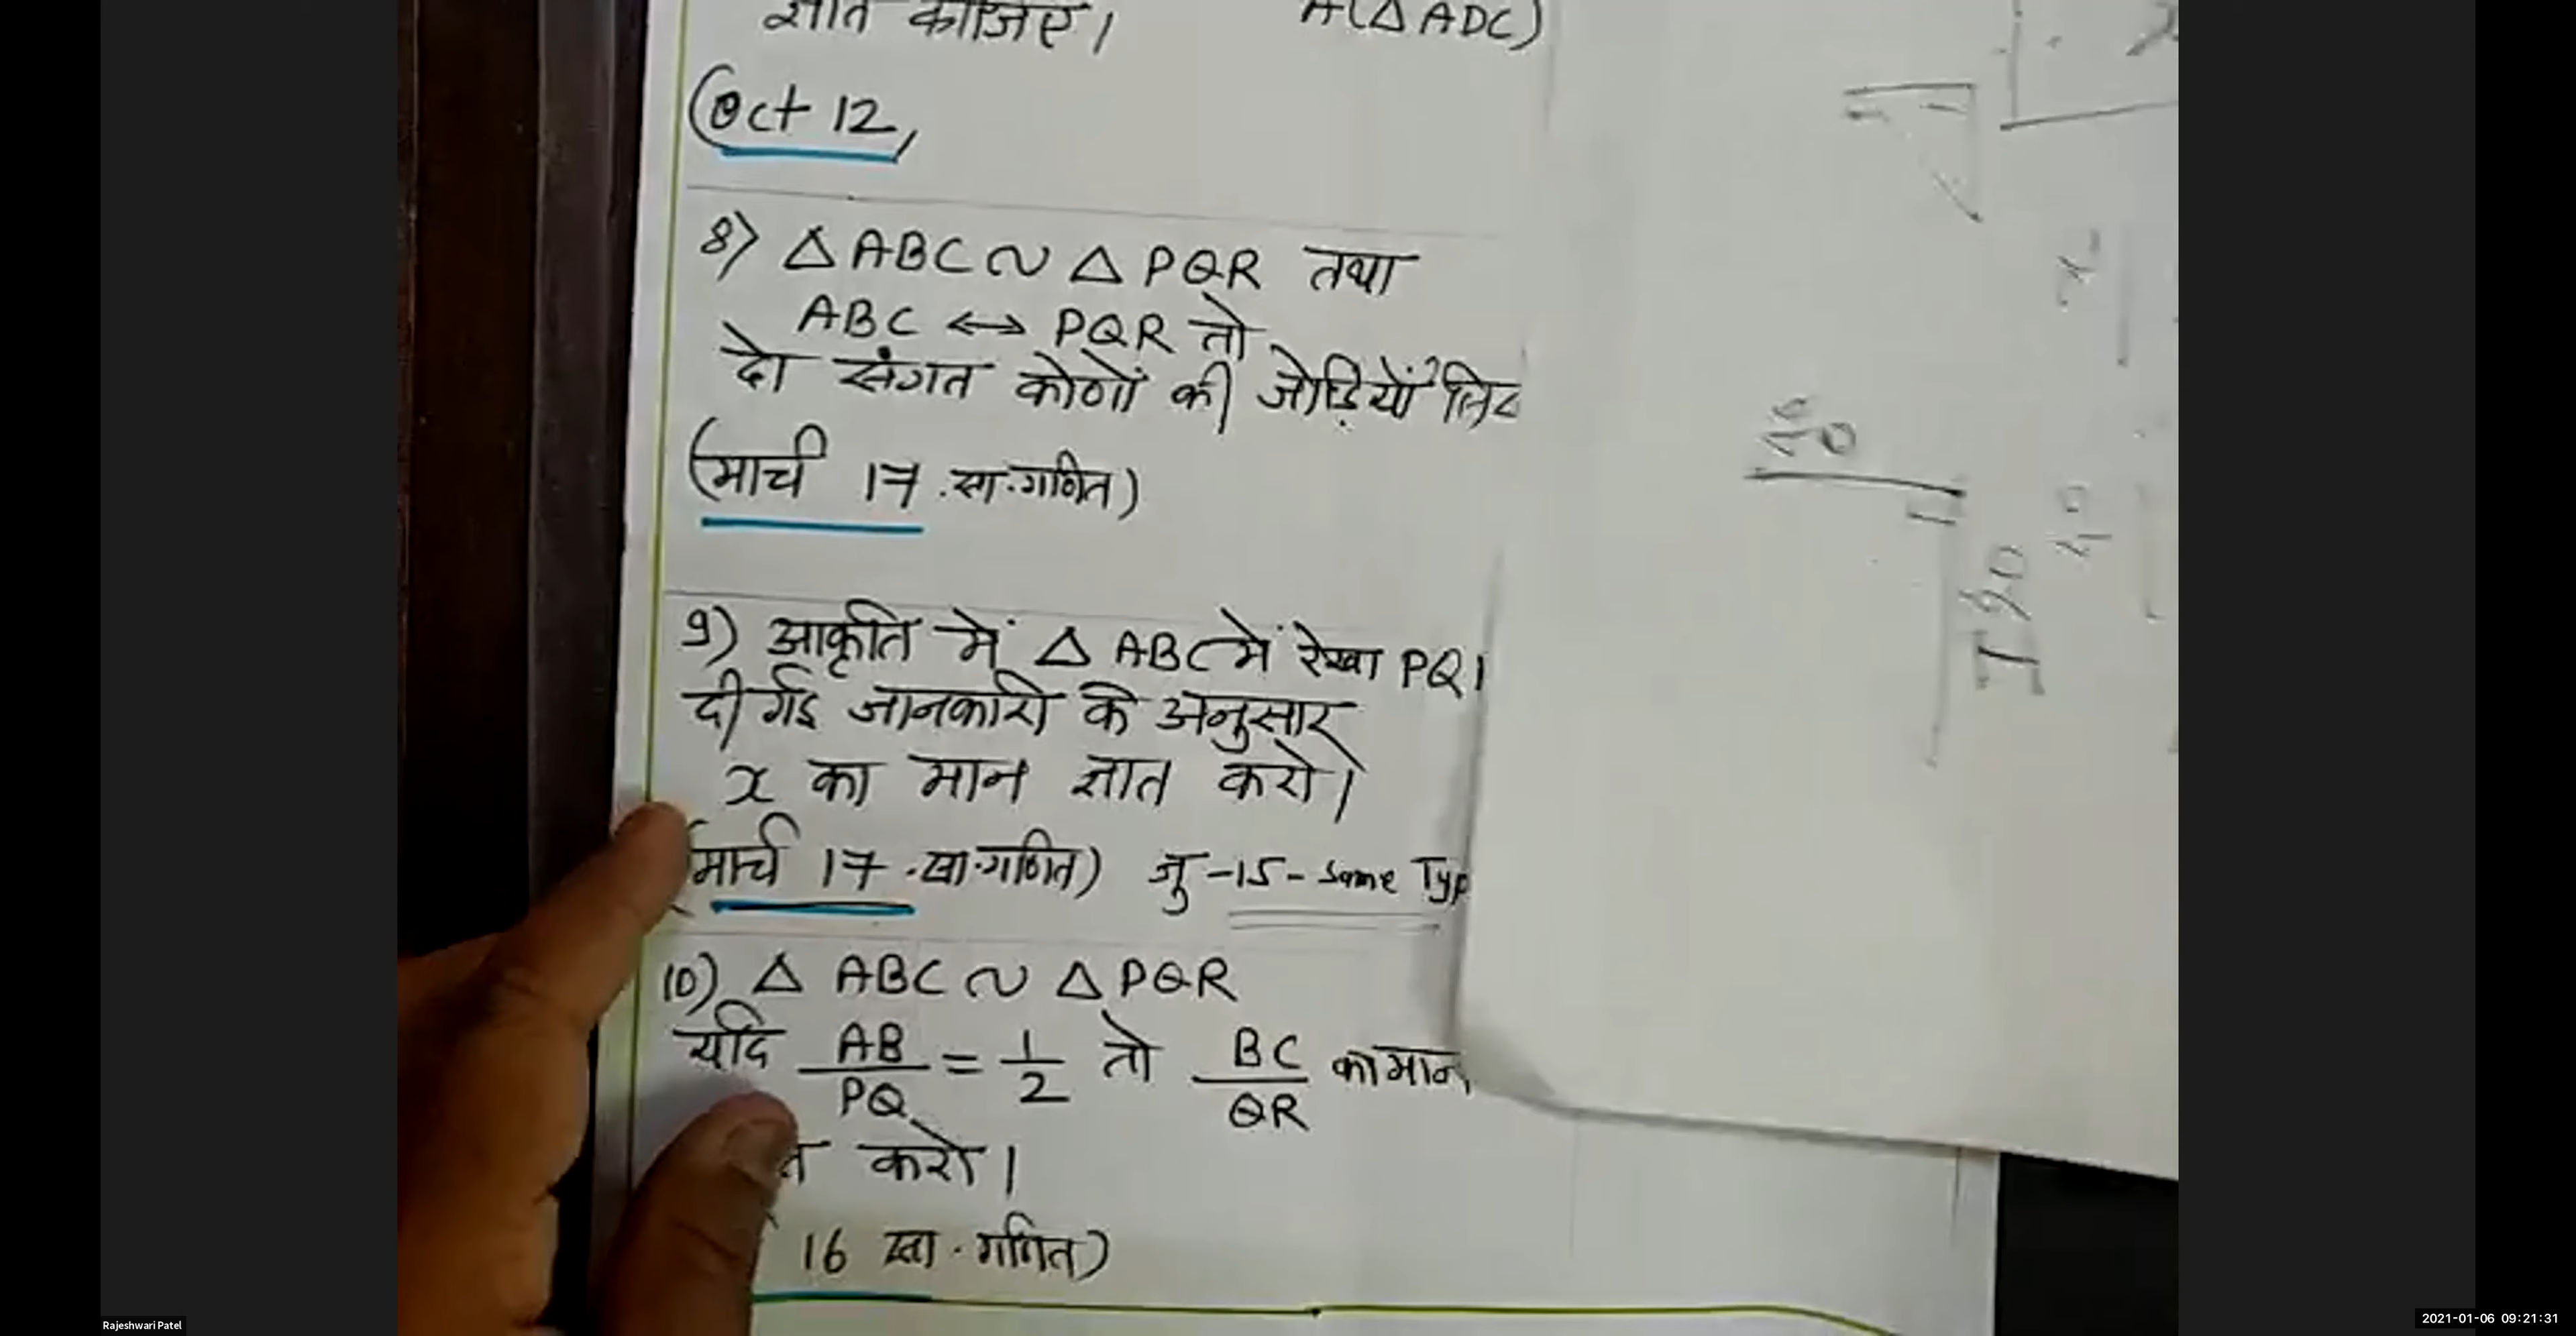 ज्ञात कीजिए। A(△ ADC)
(Oct 12)
8) △ ABC ~ △ PQR तथा
ABC ↔ PQR तो
दो संगत कोणों की जोड़ियों
(मार्च 17 .सा.गणित)
9) आकृति में △ ABC में रेखा PQ
दी गई जानकारी के अनुसार
x का मान ज्ञात करो।
(मार्च 17 .सा.गणित) जु -15- Same Typ
10) △ ABC ~ △ PQR
यदि AB/PQ = 1/2 तो BC/QR का मान
त करो।
16 सा. गणित)
Rajeshwari Patel
2021-01-06 09:21:31